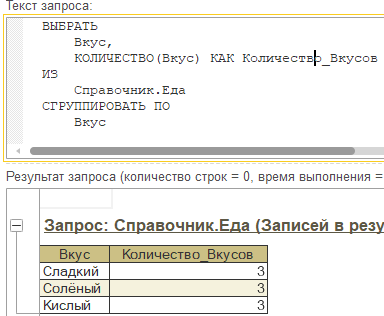 Текст запроса:
ВЫБРАТЬ
Вкус,
КОЛИЧЕСТВО(Вкус) КАК Количество_Вкусов
ИЗ
Справочник.Еда
СГРУППИРОВАТЬ ПО
Вкус
Результат запроса (количество строк = 0, время выполнения =
Запрос: Справочник.Еда (Записей в резу
Вкус Количество_Вкусов
Сладкий 3
Солёный 3
Кислый 3